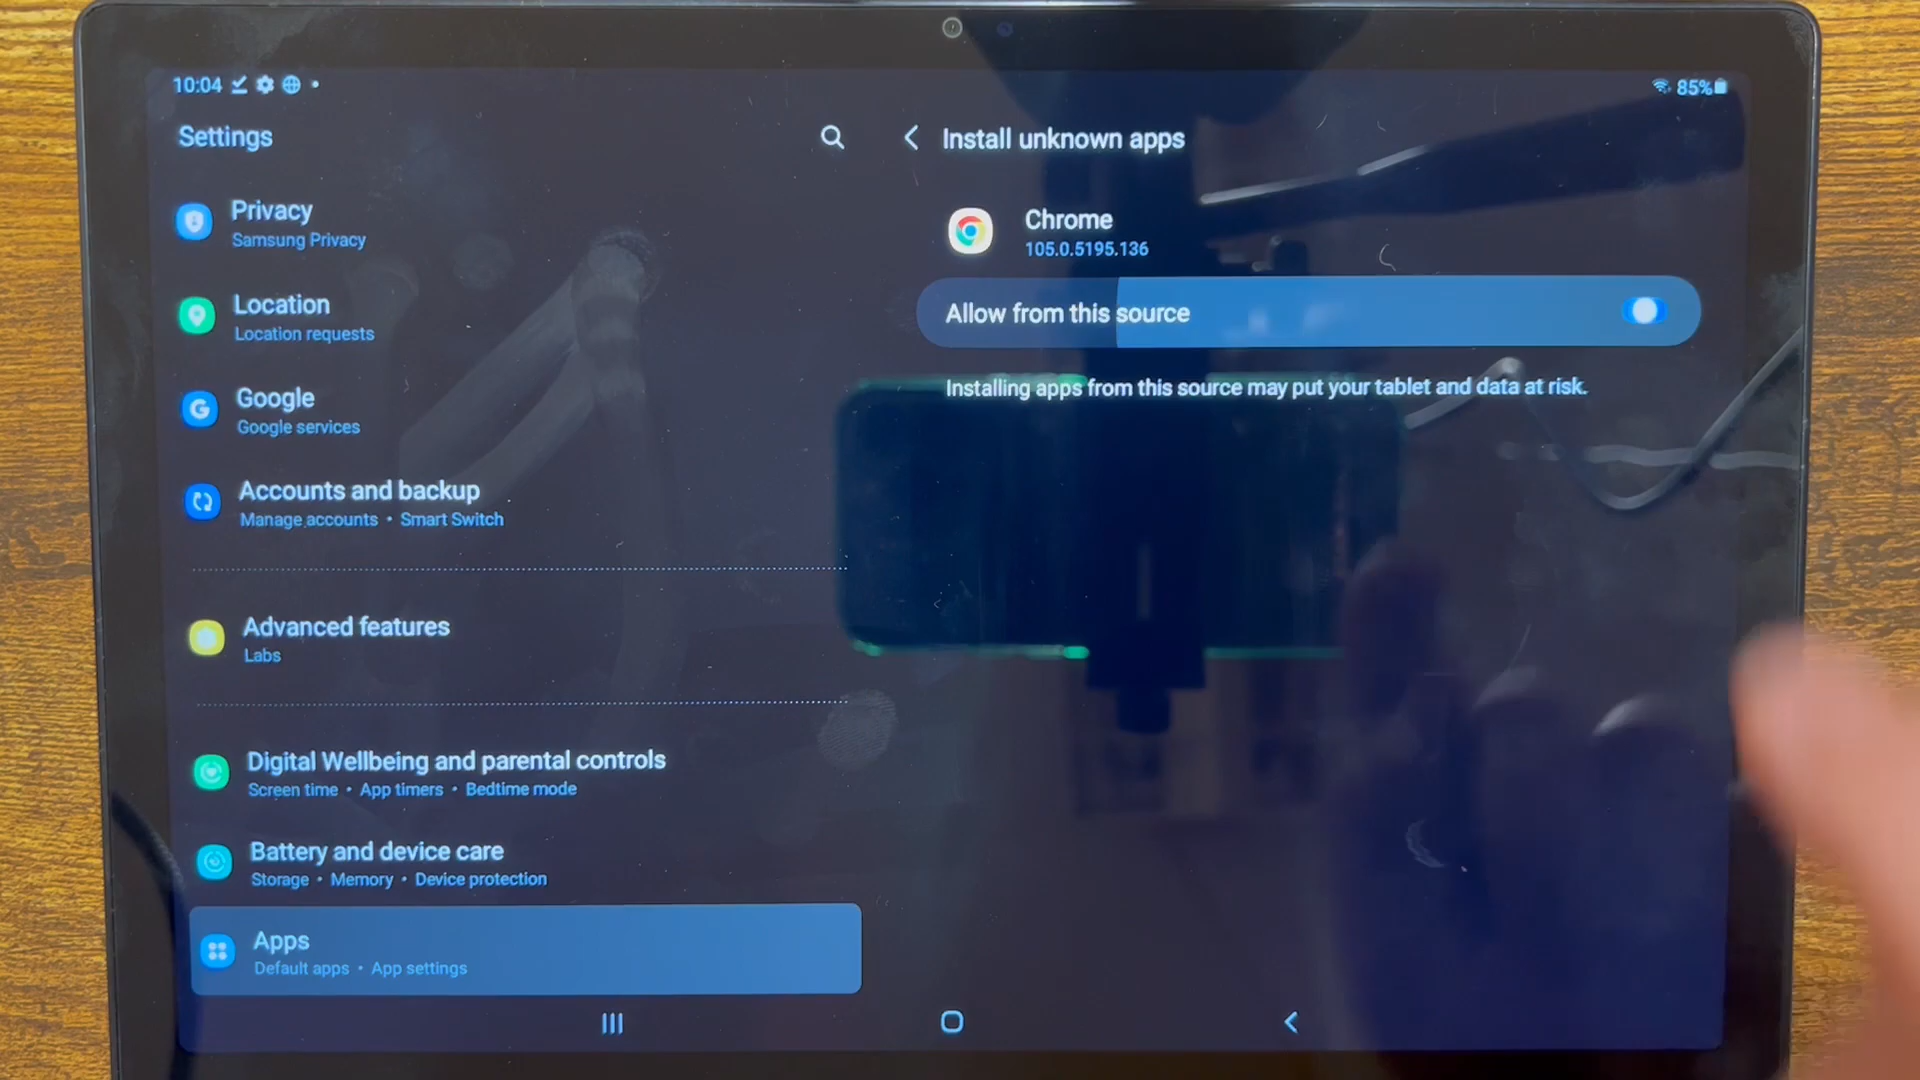 10:04
85%
Settings
Privacy
Samsung Privacy
Location
Location requests
Google
Google services
Accounts and backup
Manage accounts • Smart Switch
Advanced features
Labs
Digital Wellbeing and parental controls
Screen time • App timers • Bedtime mode
Battery and device care
Storage • Memory • Device protection
Apps
Default apps • App settings
Install unknown apps
Chrome
105.0.5195.136
Allow from this source
Installing apps from this source may put your tablet and data at risk.